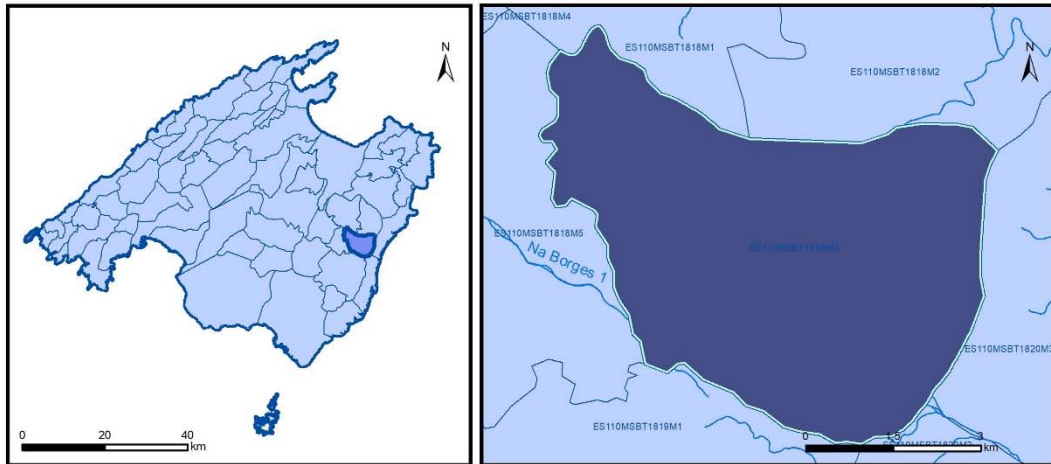 N
0 20 40
km
ES110MSBT1818M4
ES110MSBT1818M1
ES110MSBT1818M2
N
ES110MSBT1818M5
Na Borges 1
ES110MSBT1820M3
ES110MSBT1819M1
0 1,5 3
km